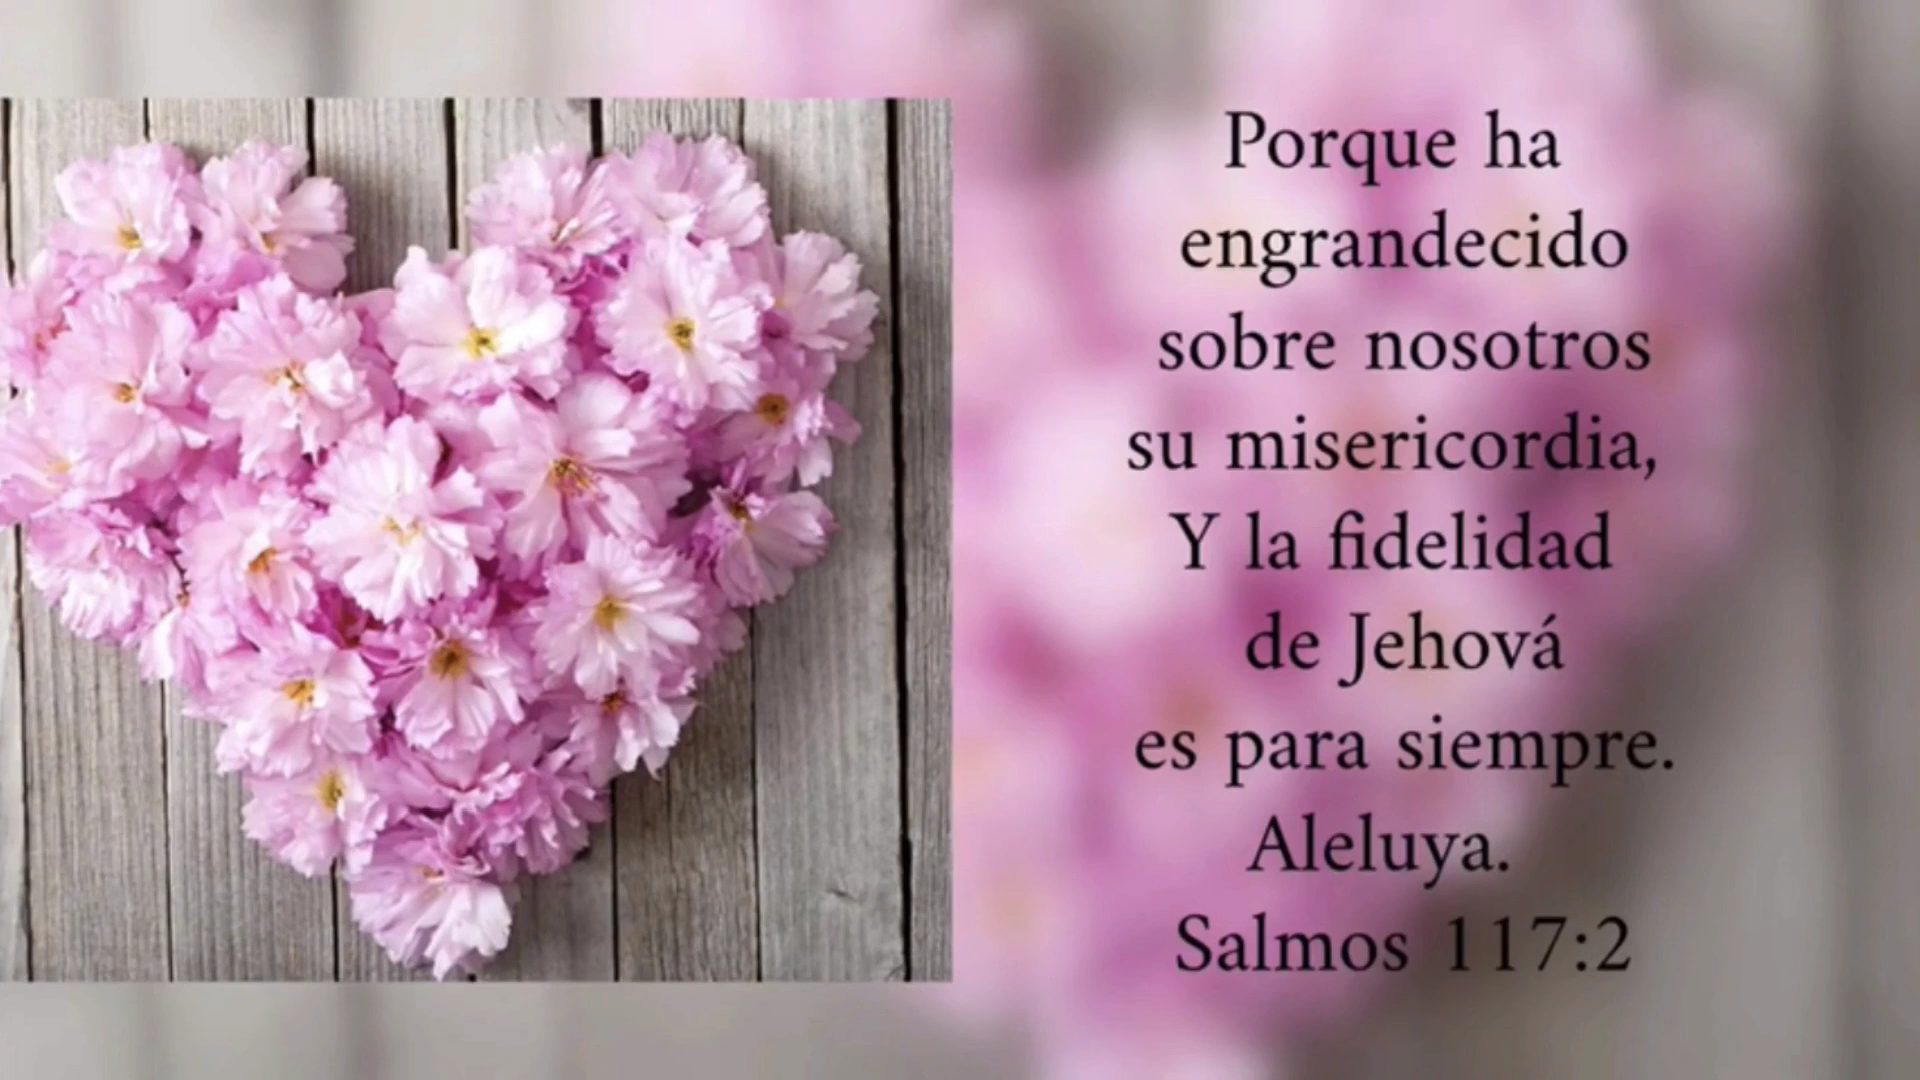 Porque ha
engrandecido
sobre nosotros
su misericordia,
Y la fidelidad
de Jehová
es para siempre.
Aleluya.
Salmos 117:2